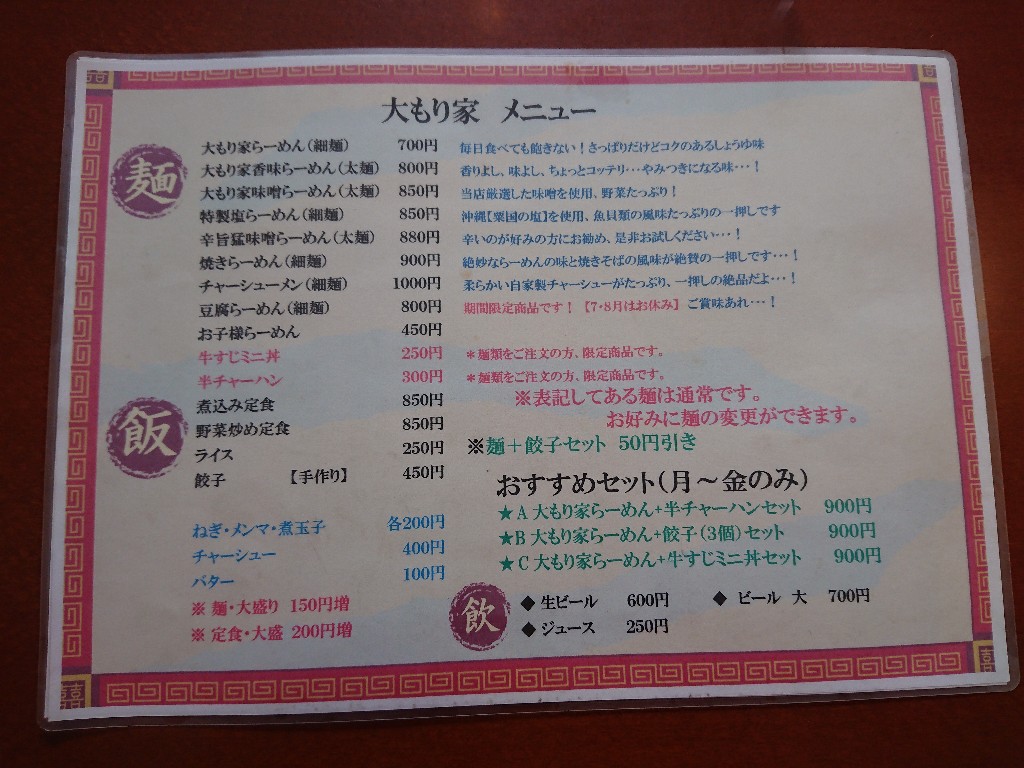 大もり家 メニュー
麺
大もり家らーめん(細麺) 700円 毎日食べても飽きない!さっぱりだけどコクのあるしょうゆ味
大もり家香味らーめん(太麺) 800円 香りよし、味よし、ちょっとコッテリ…やみつきになる味…!
大もり家味噌らーめん(太麺) 850円 当店厳選した味噌を使用、野菜たっぷり!
特製塩らーめん(細麺) 850円 沖縄【粟国の塩】を使用、魚貝類の風味たっぷりの一押しです
辛旨猛味噌らーめん(太麺) 880円 辛いのが好みの方にお勧め、是非お試しください…!
焼きらーめん(細麺) 900円 絶妙ならーめんの味と焼きそばの風味が絶賛の一押しです…!
チャーシューメン(細麺) 1000円 柔らかい自家製チャーシューがたっぷり、一押しの絶品だよ…!
豆腐らーめん(細麺) 800円 期間限定商品です!【7・8月はお休み】ご賞味あれ…!
お子様らーめん 450円
牛すじミニ丼 250円 *麺類をご注文の方、限定商品です。
半チャーハン 300円 *麺類をご注文の方、限定商品です。
飯
煮込み定食 850円
野菜炒め定食 850円
ライス 250円
餃子 【手作り】 450円
※表記してある麺は通常です。
お好みに麺の変更ができます。
※麺+餃子セット 50円引き
おすすめセット(月~金のみ)
★A 大もり家らーめん+半チャーハンセット 900円
★B 大もり家らーめん+餃子(3個)セット 900円
★C 大もり家らーめん+牛すじミニ丼セット 900円
ねぎ・メンマ・煮玉子 各200円
チャーシュー 400円
バター 100円
※ 麺・大盛り 150円増
※ 定食・大盛 200円増
飲
◆ 生ビール 600円 ◆ ビール 大 700円
◆ ジュース 250円